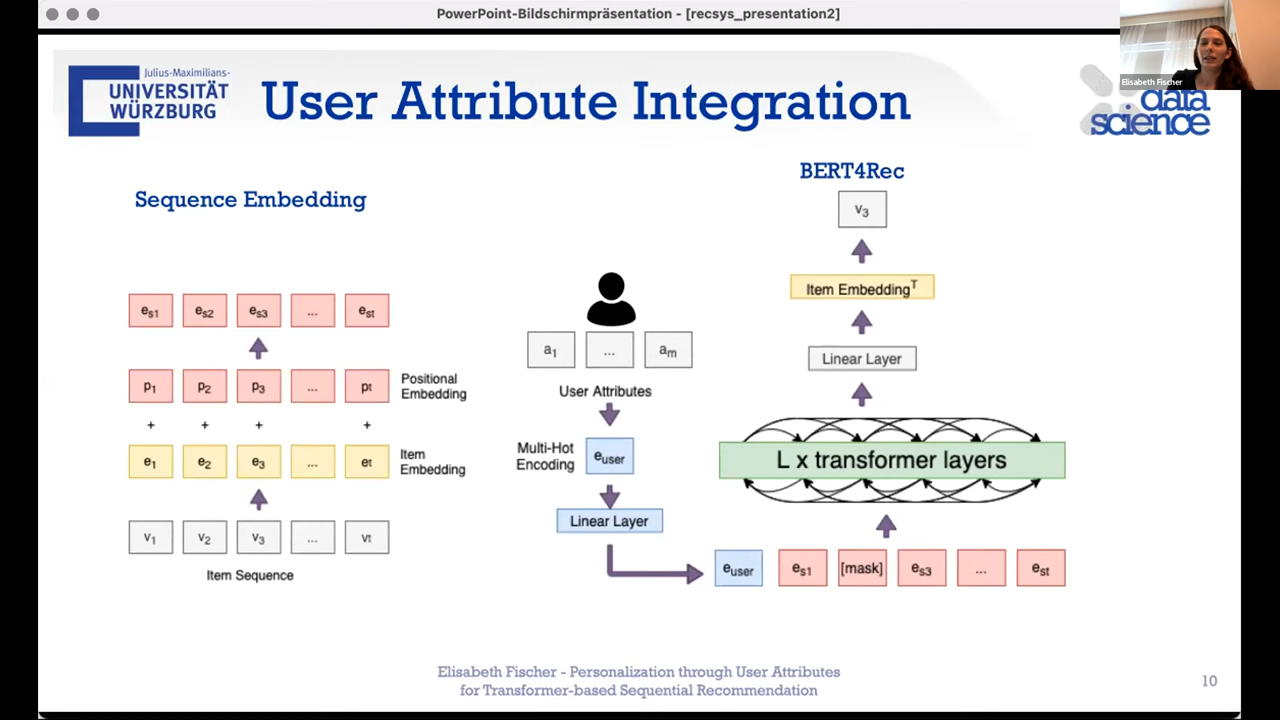 PowerPoint-Bildschirmpräsentation - [recsys_presentation2]
Elisabeth Fischer
Julius-Maximilians-
UNIVERSITÄT
WÜRZBURG
User Attribute Integration
data
science
Sequence Embedding
es1 es2 es3 ... est
p1 p2 p3 ... pt
Positional
Embedding
+ + + +
e1 e2 e3 ... et
Item
Embedding
v1 v2 v3 ... vt
Item Sequence
a1 ... am
User Attributes
Multi-Hot
Encoding
euser
Linear Layer
BERT4Rec
v3
Item EmbeddingT
Linear Layer
L x transformer layers
euser es1 [mask] es3 ... est
Elisabeth Fischer - Personalization through User Attributes
for Transformer-based Sequential Recommendation
10